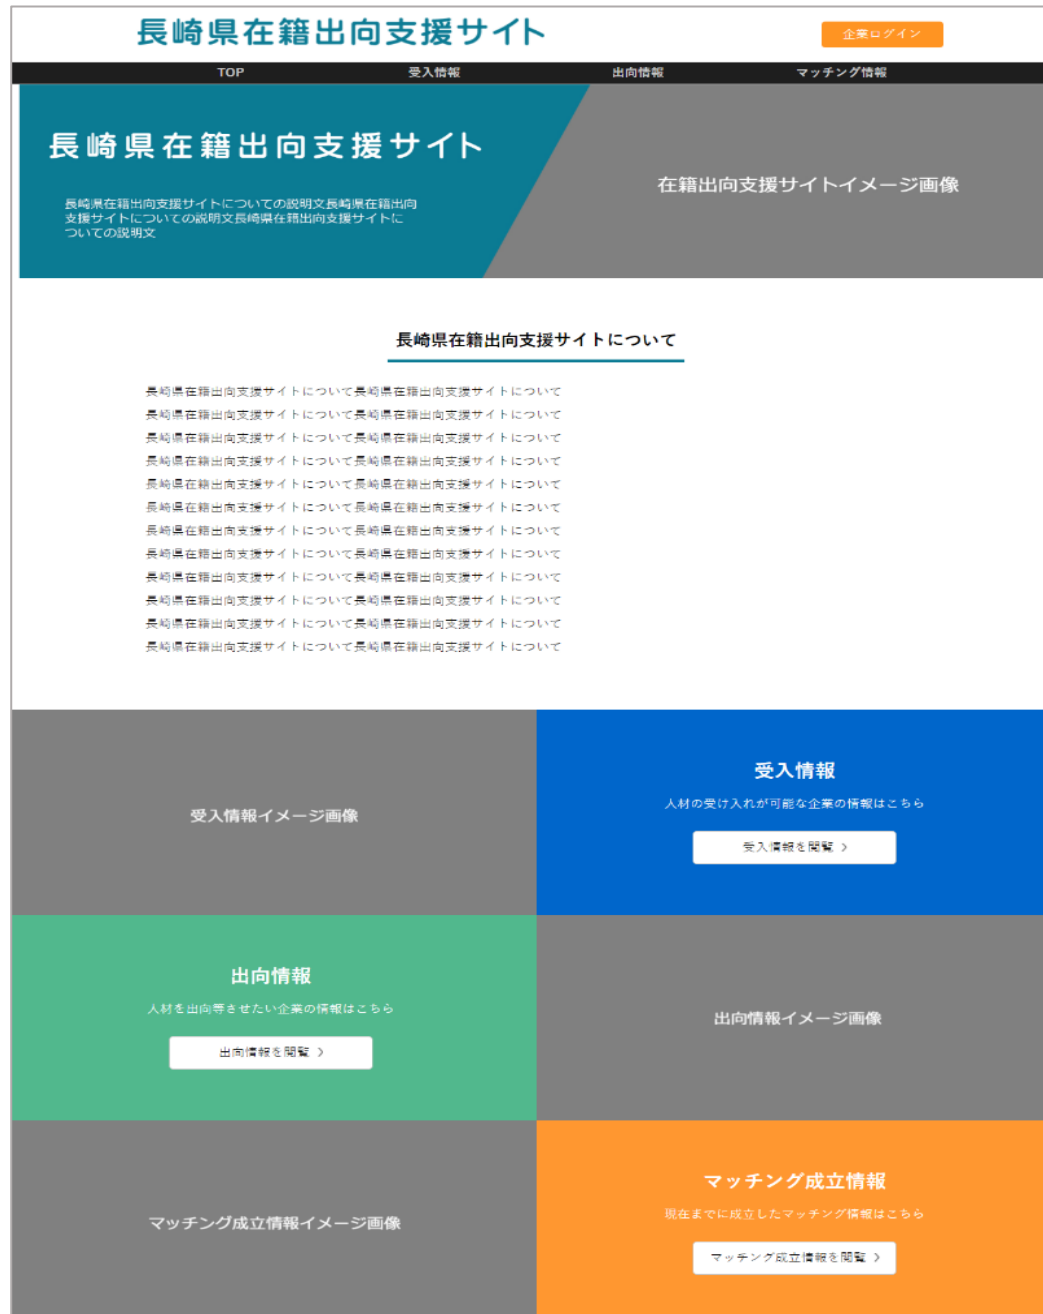 長崎県在籍出向支援サイト
企業ログイン
TOP
受入情報
出向情報
マッチング情報
長崎県在籍出向支援サイト
長崎県在籍出向支援サイトについての説明文長崎県在籍出向
支援サイトについての説明文長崎県在籍出向支援サイトに
ついての説明文
在籍出向支援サイトイメージ画像
長崎県在籍出向支援サイトについて
長崎県在籍出向支援サイトについて長崎県在籍出向支援サイトについて
長崎県在籍出向支援サイトについて長崎県在籍出向支援サイトについて
長崎県在籍出向支援サイトについて長崎県在籍出向支援サイトについて
長崎県在籍出向支援サイトについて長崎県在籍出向支援サイトについて
長崎県在籍出向支援サイトについて長崎県在籍出向支援サイトについて
長崎県在籍出向支援サイトについて長崎県在籍出向支援サイトについて
長崎県在籍出向支援サイトについて長崎県在籍出向支援サイトについて
長崎県在籍出向支援サイトについて長崎県在籍出向支援サイトについて
長崎県在籍出向支援サイトについて長崎県在籍出向支援サイトについて
長崎県在籍出向支援サイトについて長崎県在籍出向支援サイトについて
長崎県在籍出向支援サイトについて長崎県在籍出向支援サイトについて
長崎県在籍出向支援サイトについて長崎県在籍出向支援サイトについて
受入情報イメージ画像
受入情報
人材の受け入れが可能な企業の情報はこちら
受入情報を閲覧 >
出向情報
人材を出向等させたい企業の情報はこちら
出向情報を閲覧 >
出向情報イメージ画像
マッチング成立情報イメージ画像
マッチング成立情報
現在までに成立したマッチング情報はこちら
マッチング成立情報を閲覧 >